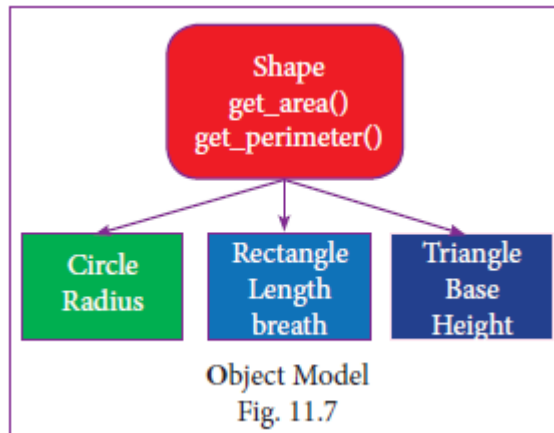 Shape
get_area()
get_perimeter()
Circle
Radius
Rectangle
Length
breath
Triangle
Base
Height
Object Model
Fig. 11.7